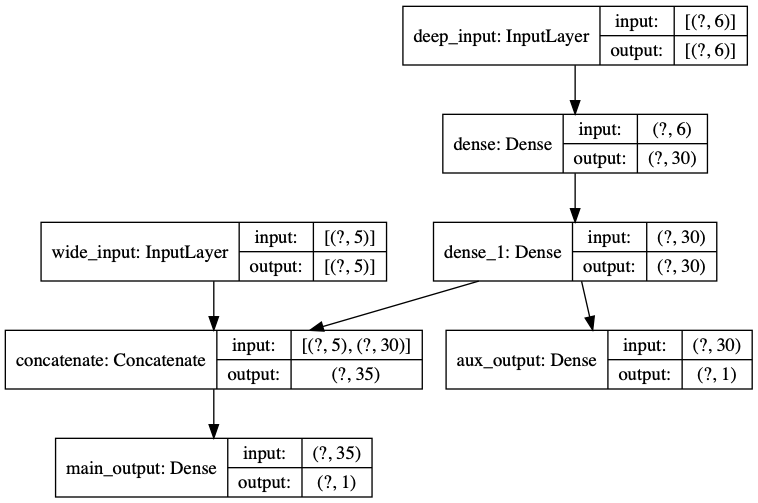 deep_input: InputLayer
input: [(?, 6)]
output: [(?, 6)]
dense: Dense
input: (?, 6)
output: (?, 30)
wide_input: InputLayer
input: [(?, 5)]
output: [(?, 5)]
dense_1: Dense
input: (?, 30)
output: (?, 30)
concatenate: Concatenate
input: [(?, 5), (?, 30)]
output: (?, 35)
aux_output: Dense
input: (?, 30)
output: (?, 1)
main_output: Dense
input: (?, 35)
output: (?, 1)